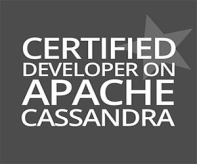 CERTIFIED
DEVELOPER ON
APACHE
CASSANDRA